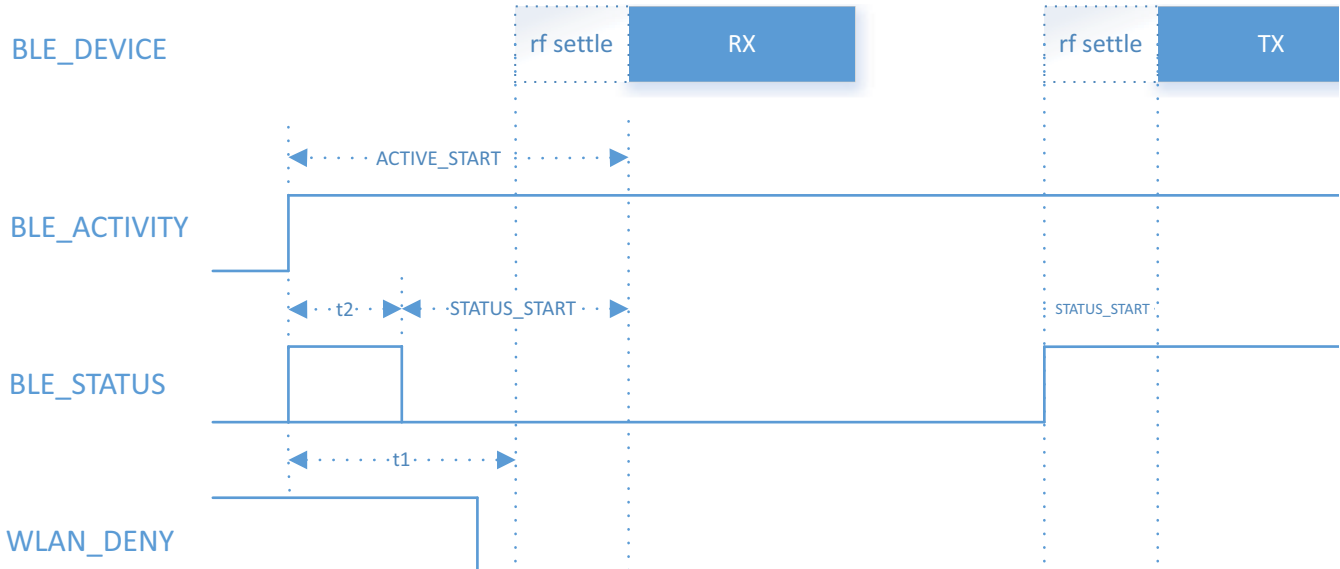 BLE_DEVICE
rf settle
RX
rf settle
TX
ACTIVE_START
BLE_ACTIVITY
t2
STATUS_START
STATUS_START
BLE_STATUS
t1
WLAN_DENY